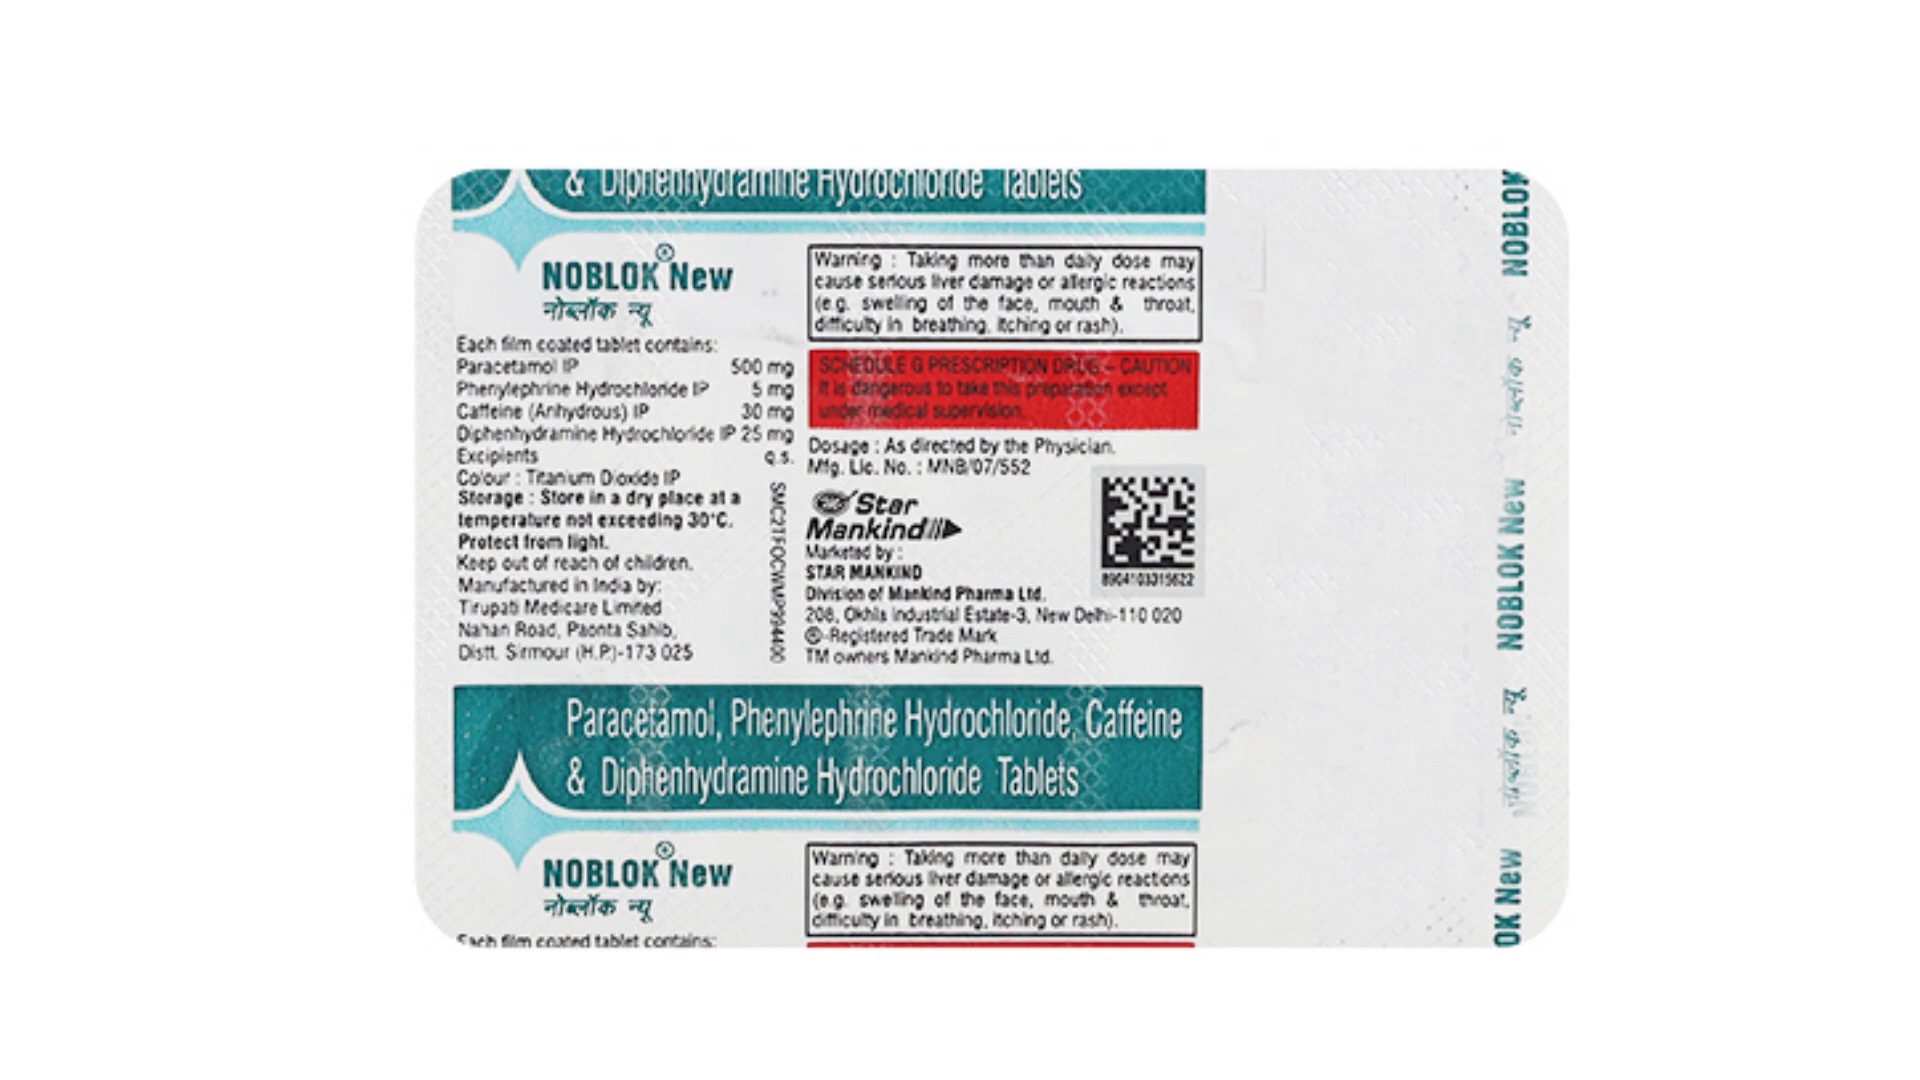 & Diphenhydramine Hydrochloride Tablets
NOBLOK® New
नोब्लॉक न्यू
Each film coated tablet contains:
Paracetamol IP 500 mg
Phenylephrine Hydrochloride IP 5 mg
Caffeine (Anhydrous) IP 30 mg
Diphenhydramine Hydrochloride IP 25 mg
Excipients q.s.
Colour : Titanium Dioxide IP
Storage : Store in a dry place at a
temperature not exceeding 30°C.
Protect from light.
Keep out of reach of children.
Manufactured in India by:
Tirupati Medicare Limited
Nahan Road, Paonta Sahib,
Distt. Sirmour (H.P.)-173 025
Warning : Taking more than daily dose may
cause serious liver damage or allergic reactions
(e.g. swelling of the face, mouth & throat,
difficulty in breathing, itching or rash).
SCHEDULE G PRESCRIPTION DRUG – CAUTION
It is dangerous to take this preparation except
under medical supervision.
Dosage : As directed by the Physician.
Mfg. Lic. No. : MNB/07/552
Star
Mankind
Marketed by :
STAR MANKIND
Division of Mankind Pharma Ltd.
208, Okhla Industrial Estate-3, New Delhi-110 020
®-Registered Trade Mark
TM owners Mankind Pharma Ltd.
8904103315622
Paracetamol, Phenylephrine Hydrochloride, Caffeine
& Diphenhydramine Hydrochloride Tablets
NOBLOK® New
नोब्लॉक न्यू
Each film coated tablet contains:
Warning : Taking more than daily dose may
cause serious liver damage or allergic reactions
(e.g. swelling of the face, mouth & throat,
difficulty in breathing, itching or rash).
NOBLOK
नोब्लॉक न्यू
NOBLOK New
नोब्लॉक न्यू
OK New